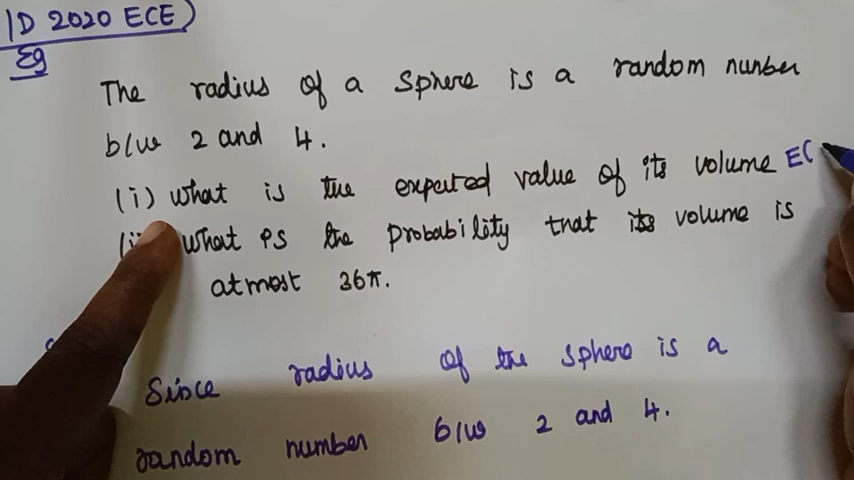 D 2020 ECE)
Eg
The radius of a sphere is a random number
b/w 2 and 4.
(i) what is the expected value of its volume E(
what is the probability that its volume is
atmost 36π.
Since radius of the sphere is a
random number b/w 2 and 4.